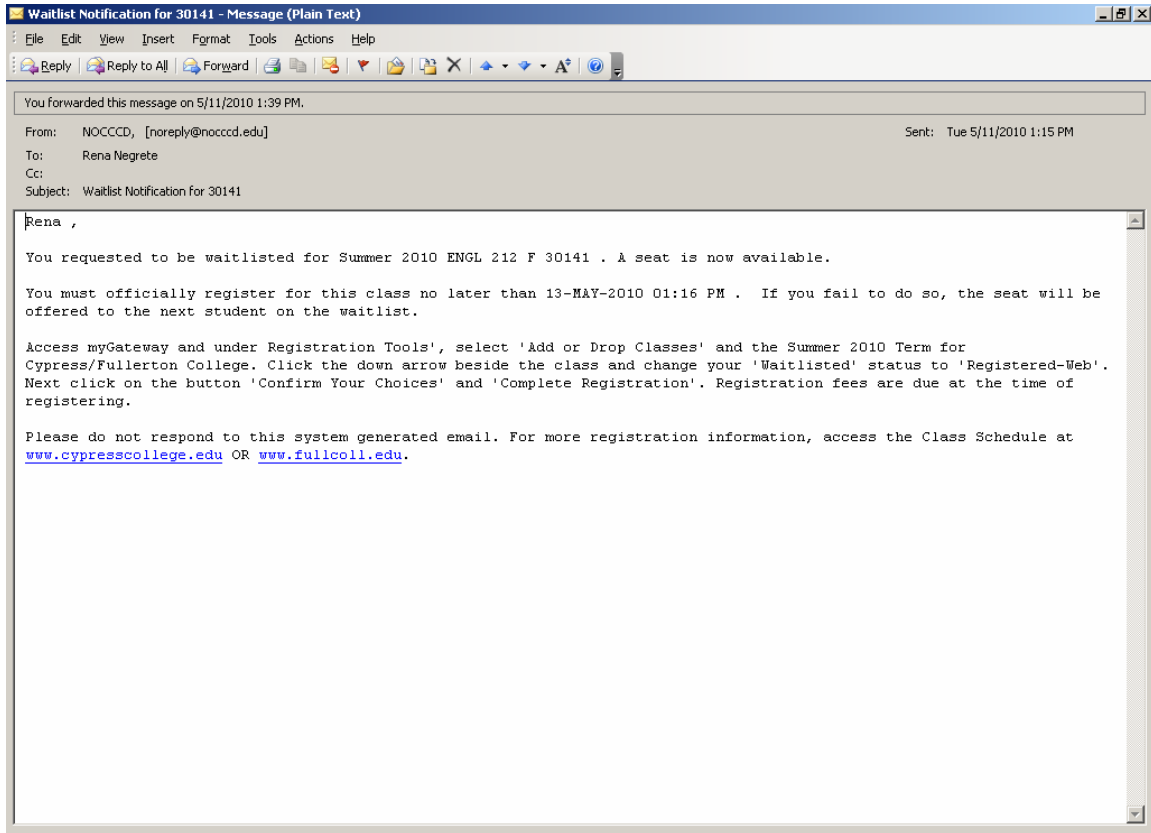 Waitlist Notification for 30141 - Message (Plain Text)
File Edit View Insert Format Tools Actions Help
Reply Reply to All Forward
You forwarded this message on 5/11/2010 1:39 PM.
From: NOCCCD, [noreply@nocccd.edu] Sent: Tue 5/11/2010 1:15 PM
To: Rena Negrete
Cc:
Subject: Waitlist Notification for 30141
Rena ,
You requested to be waitlisted for Summer 2010 ENGL 212 F 30141 . A seat is now available.
You must officially register for this class no later than 13-MAY-2010 01:16 PM .  If you fail to do so, the seat will be
offered to the next student on the waitlist.
Access myGateway and under Registration Tools', select 'Add or Drop Classes' and the Summer 2010 Term for
Cypress/Fullerton College. Click the down arrow beside the class and change your 'Waitlisted' status to 'Registered-Web'.
Next click on the button 'Confirm Your Choices' and 'Complete Registration'. Registration fees are due at the time of
registering.
Please do not respond to this system generated email. For more registration information, access the Class Schedule at
www.cypresscollege.edu OR www.fullcoll.edu.